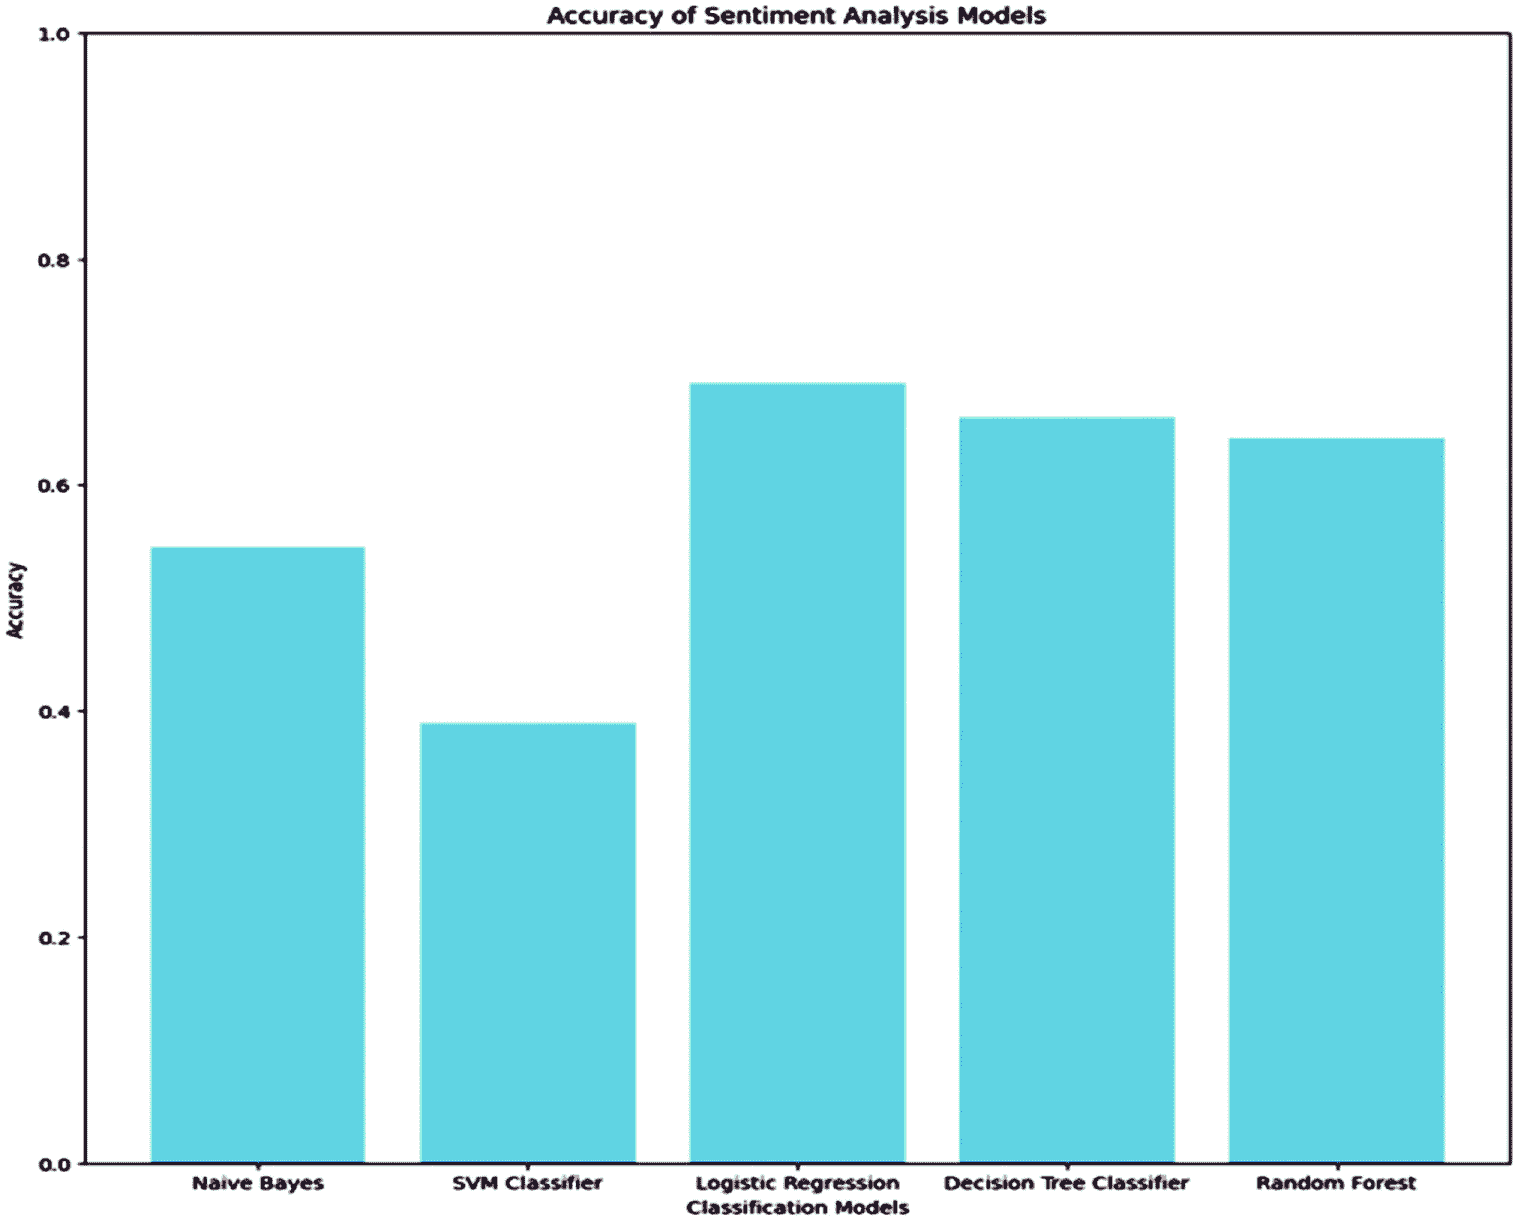 Accuracy of Sentiment Analysis Models
1.0
0.8
0.6
0.4
0.2
0.0
Accuracy
Naive Bayes
SVM Classifier
Logistic Regression
Decision Tree Classifier
Random Forest
Classification Models